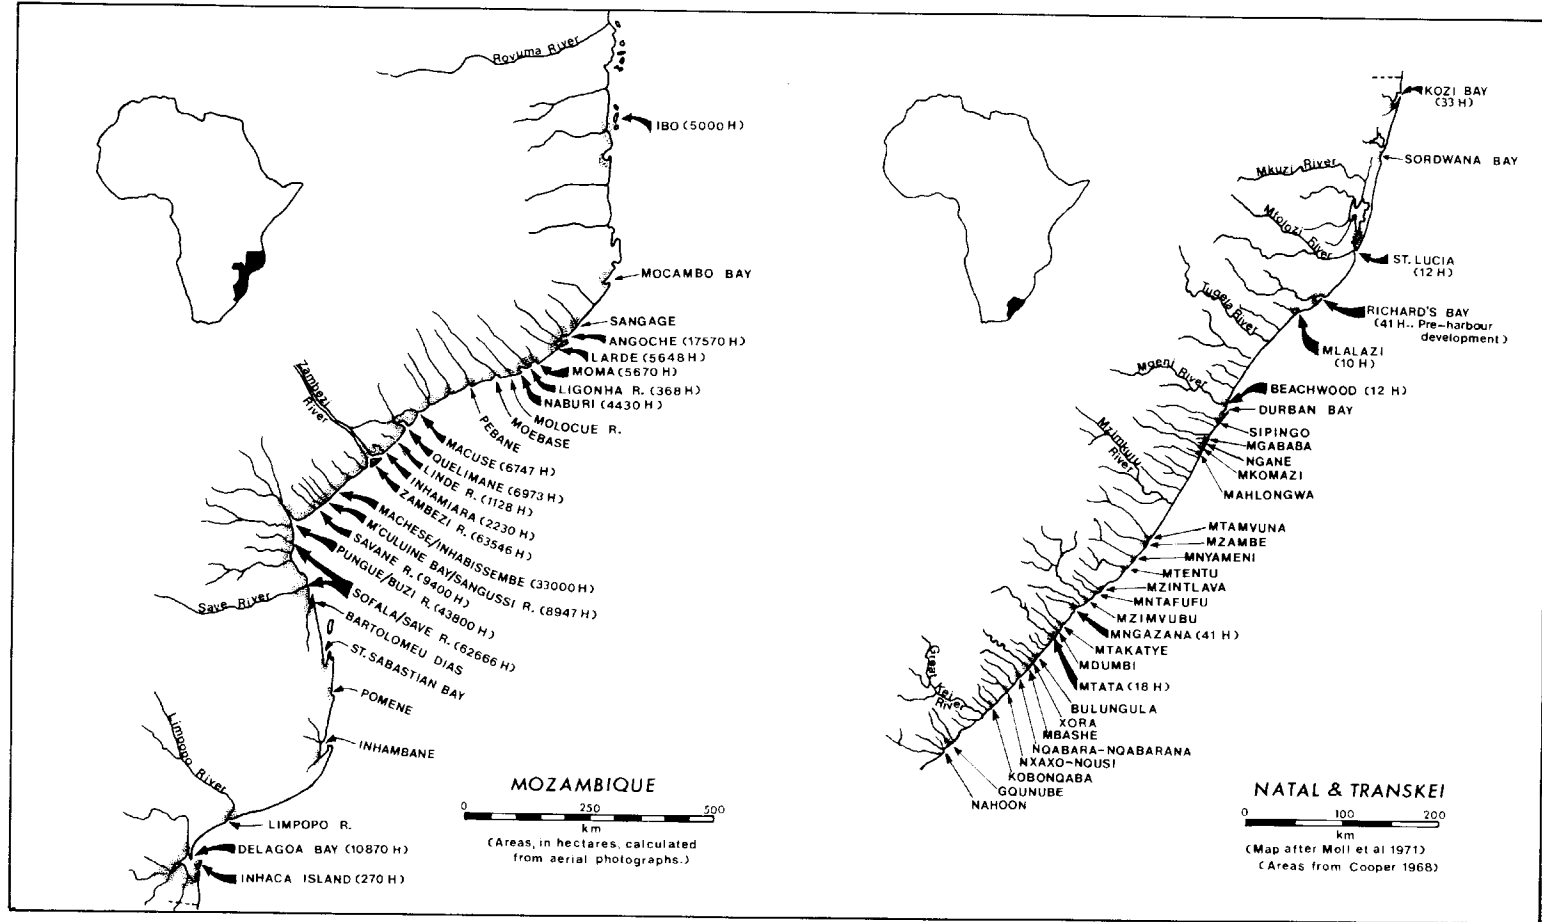 Rovuma River
IBO (5000 H)
MOCAMBO BAY
SANGAGE
ANGOCHE (17570 H)
LARDE (5648 H)
MOMA (5670 H)
LIGONHA R. (368 H)
NABURI (4430 H)
MOLOCUE R.
MOEBASE
PEBANE
Zambezi
River
MACUSE (6747 H)
QUELIMANE (6973 H)
LINDE R. (1128 H)
INHAMIARA (2230 H)
ZAMBEZI R. (63546 H)
MACHESE/INHABISSEMBE (33000 H)
M'CULUINE BAY/SANGUSSI R. (8947 H)
SAVANE R. (9400 H)
PUNGUE/BUZI R. (43800 H)
SOFALA/SAVE R. (62666 H)
Save River
BARTOLOMEU DIAS
ST. SABASTIAN BAY
POMENE
INHAMBANE
Limpopo River
LIMPOPO R.
DELAGOA BAY (10870 H)
INHACA ISLAND (270 H)
MOZAMBIQUE
0 250 500
km
(Areas, in hectares, calculated
from aerial photographs.)
KOZI BAY
(33 H)
SORDWANA BAY
Mkuzi River
Mfolozi River
ST. LUCIA
(12 H)
RICHARD'S BAY
(41 H.. Pre-harbour
development)
Tugela River
MLALAZI
(10 H)
Mgeni River
BEACHWOOD (12 H)
DURBAN BAY
SIPINGO
MGABABA
NGANE
MKOMAZI
MAHLONGWA
Mzimkulu
River
MTAMVUNA
MZAMBE
MNYAMENI
MTENTU
MZINTLAVA
MNTAFUFU
MZIMVUBU
MNGAZANA (41 H)
MTAKATYE
MDUMBI
MTATA (18 H)
BULUNGULA
XORA
MBASHE
NQABARA-NQABARANA
NXAXO-NQUSI
KOBONQABA
GQUNUBE
NAHOON
Great Kei
Riv
NATAL & TRANSKEI
0 100 200
km
(Map after Moll et al 1971)
(Areas from Cooper 1968)